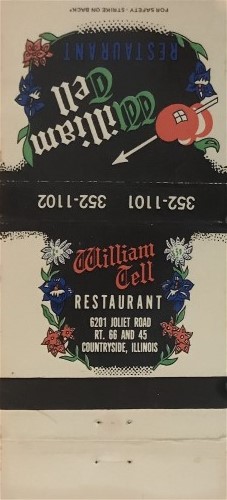 FOR SAFETY - STRIKE ON BACK
RESTAURANT
William
Tell
352-1101 352-1102
William
Tell
RESTAURANT
6201 JOLIET ROAD
RT. 66 AND 45
COUNTRYSIDE, ILLINOIS